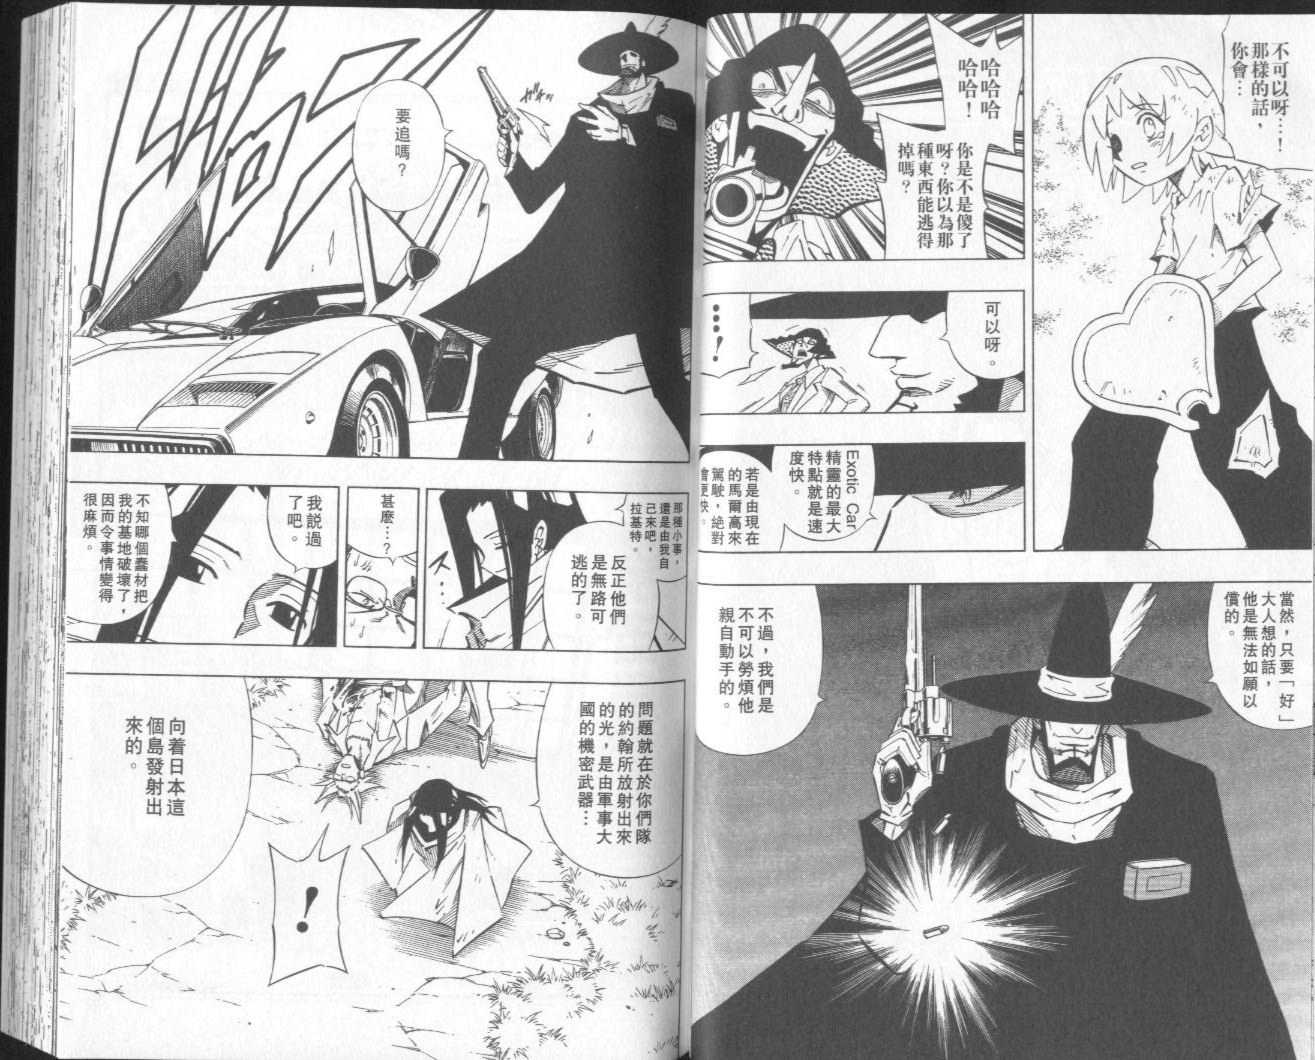 不可以呀…！
那樣的話，
你會…
哈哈哈
哈哈！
你是不是傻了
呀？你以為那
種東西能逃得
掉嗎？
可以呀。
…！
Exotic Car
精靈的最大
特點就是速
度快。
若是由現在
的馬爾高來
駕駛，絕對
會更快。
當然，只要「好」
大人想的話，
他是無法如願以
償的。
不過，我們是
不可以勞煩他
親自動手的。
要追嗎？
那種小事，
還是由我自
己來吧，
拉基特。
反正他們
是無路可
逃的了。
甚麼…？
我説過
了吧。
不知哪個蠢材把
我的基地破壞了，
因而令事情變得
很麻煩。
問題就在於你們隊
的約翰所放射出來
的光，是由軍事大
國的機密武器…
向着日本這
個島發射出
來的。
！